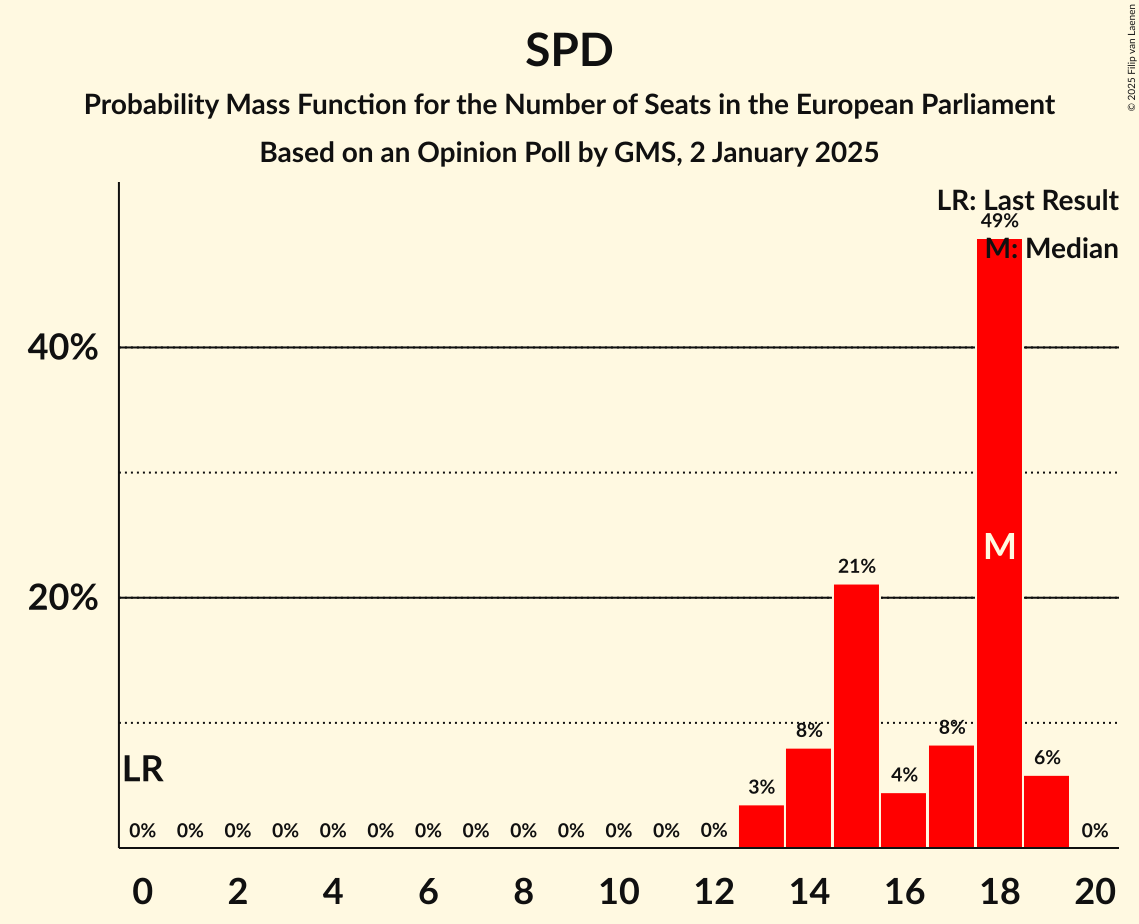 SPD
Probability Mass Function for the Number of Seats in the European Parliament
Based on an Opinion Poll by GMS, 2 January 2025
© 2025 Filip van Laenen
LR: Last Result
M: Median
49%
40%
M
21%
20%
8%
8%
LR
3%
4%
6%
0% 0% 0% 0% 0% 0% 0% 0% 0% 0% 0% 0% 0% 0%
0 2 4 6 8 10 12 14 16 18 20